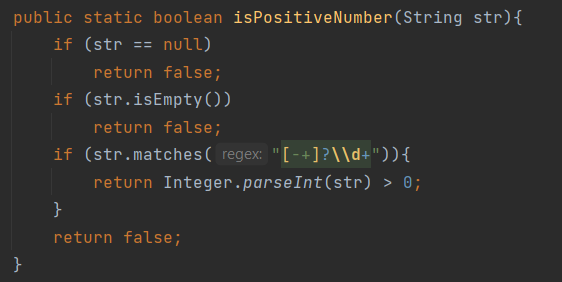 public static boolean isPositiveNumber(String str){
    if (str == null)
        return false;
    if (str.isEmpty())
        return false;
    if (str.matches( regex: "[-+]?\\d+")){
        return Integer.parseInt(str) > 0;
    }
    return false;
}